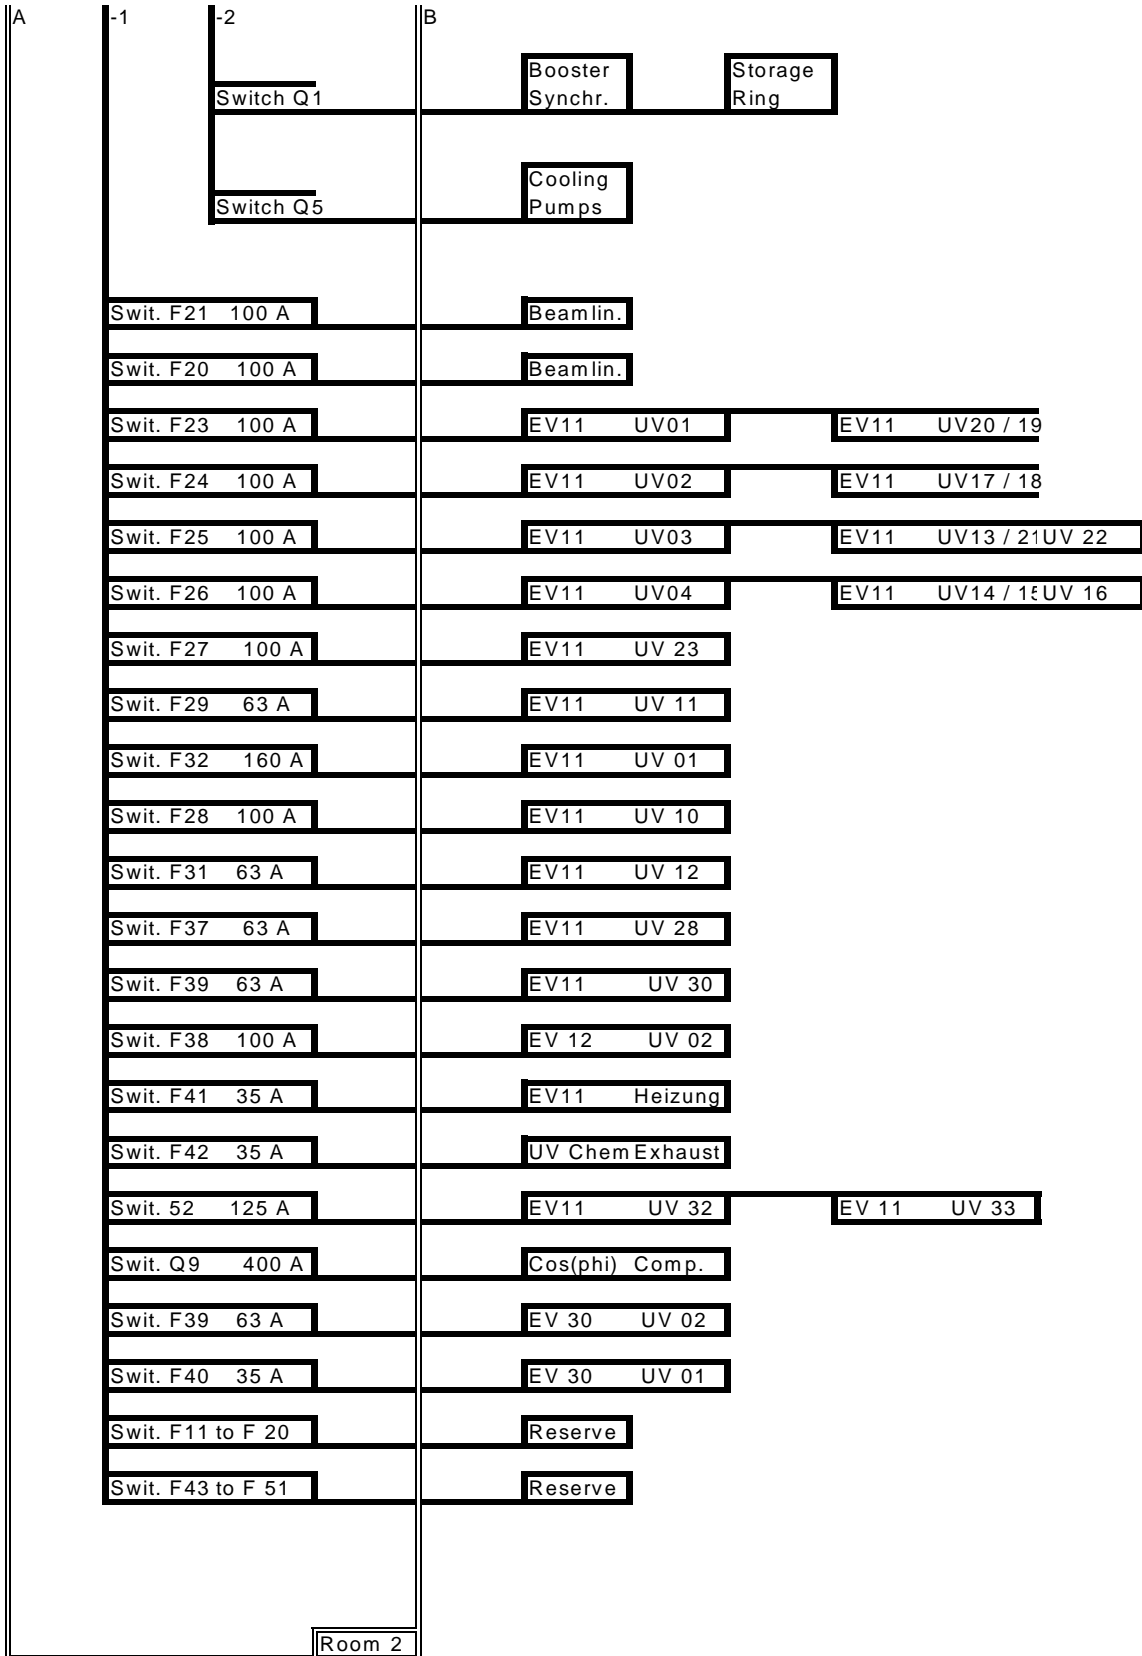 A -1 -2 B
Booster Storage
Switch Q1 Synchr. Ring
Cooling
Switch Q5 Pumps
Swit. F21 100 A Beamlin.
Swit. F20 100 A Beamlin.
Swit. F23 100 A EV11 UV01 EV11 UV20 / 19
Swit. F24 100 A EV11 UV02 EV11 UV17 / 18
Swit. F25 100 A EV11 UV03 EV11 UV13 / 21 UV 22
Swit. F26 100 A EV11 UV04 EV11 UV14 / 15 UV 16
Swit. F27 100 A EV11 UV 23
Swit. F29 63 A EV11 UV 11
Swit. F32 160 A EV11 UV 01
Swit. F28 100 A EV11 UV 10
Swit. F31 63 A EV11 UV 12
Swit. F37 63 A EV11 UV 28
Swit. F39 63 A EV11 UV 30
Swit. F38 100 A EV 12 UV 02
Swit. F41 35 A EV11 Heizung
Swit. F42 35 A UV Chem Exhaust
Swit. 52 125 A EV11 UV 32 EV 11 UV 33
Swit. Q9 400 A Cos(phi) Comp.
Swit. F39 63 A EV 30 UV 02
Swit. F40 35 A EV 30 UV 01
Swit. F11 to F 20 Reserve
Swit. F43 to F 51 Reserve
Room 2